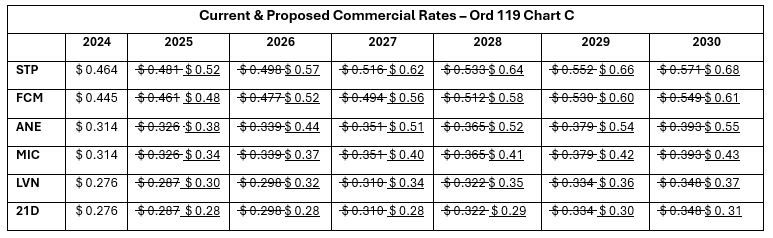 Current & Proposed Commercial Rates – Ord 119 Chart C
2024 2025 2026 2027 2028 2029 2030
STP $ 0.464 $ 0.481 $ 0.52 $ 0.498 $ 0.57 $ 0.516 $ 0.62 $ 0.533 $ 0.64 $ 0.552 $ 0.66 $ 0.571 $ 0.68
FCM $ 0.445 $ 0.461 $ 0.48 $ 0.477 $ 0.52 $ 0.494 $ 0.56 $ 0.512 $ 0.58 $ 0.530 $ 0.60 $ 0.549 $ 0.61
ANE $ 0.314 $ 0.326 $ 0.38 $ 0.339 $ 0.44 $ 0.351 $ 0.51 $ 0.365 $ 0.52 $ 0.379 $ 0.54 $ 0.393 $ 0.55
MIC $ 0.314 $ 0.326 $ 0.34 $ 0.339 $ 0.37 $ 0.351 $ 0.40 $ 0.365 $ 0.41 $ 0.379 $ 0.42 $ 0.393 $ 0.43
LVN $ 0.276 $ 0.287 $ 0.30 $ 0.298 $ 0.32 $ 0.310 $ 0.34 $ 0.322 $ 0.35 $ 0.334 $ 0.36 $ 0.348 $ 0.37
21D $ 0.276 $ 0.287 $ 0.28 $ 0.298 $ 0.28 $ 0.310 $ 0.28 $ 0.322 $ 0.29 $ 0.334 $ 0.30 $ 0.348 $ 0. 31